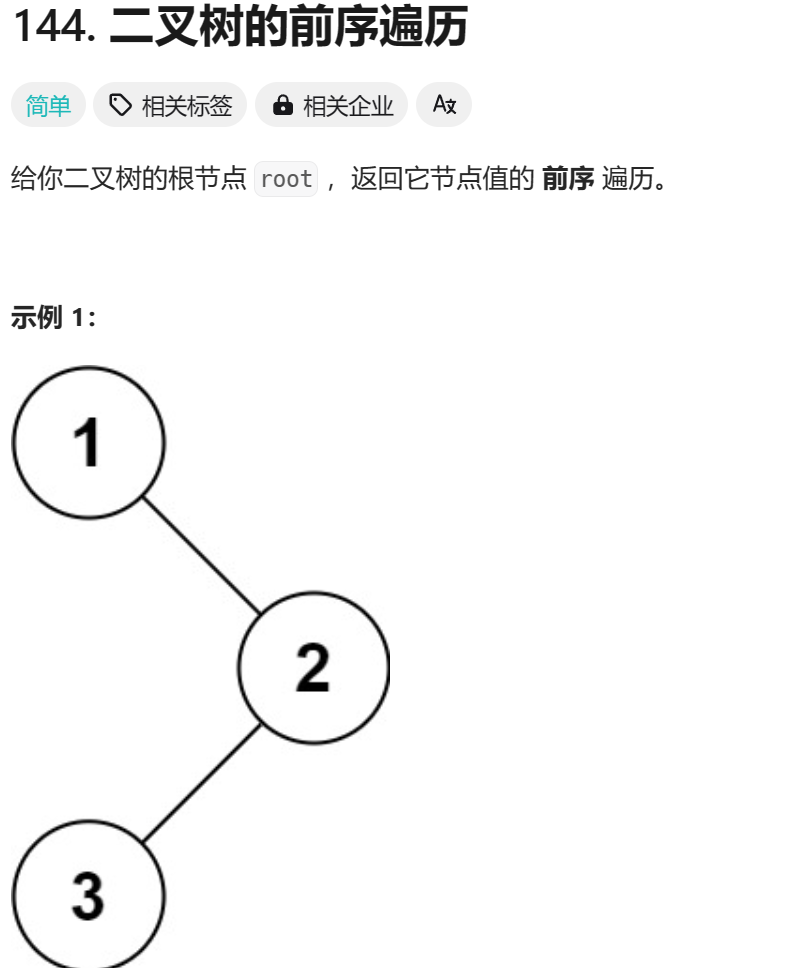 144. 二叉树的前序遍历
简单 相关标签 相关企业 A文
给你二叉树的根节点 root ，返回它节点值的 前序 遍历。
示例 1：
1
2
3